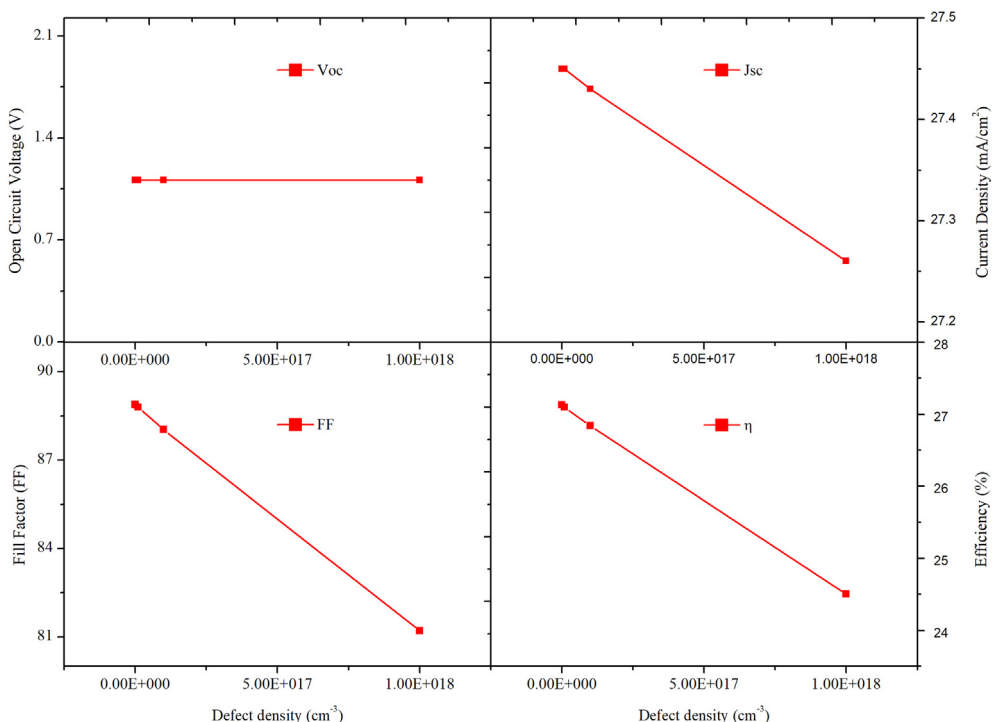 Open Circuit Voltage (V)
2.1
1.4
0.7
0.0
Voc
0.00E+000 5.00E+017 1.00E+018
Jsc
27.5
27.4
27.3
27.2
Current Density (mA/cm²)
0.00E+000 5.00E+017 1.00E+018
Fill Factor (FF)
90
87
84
81
FF
0.00E+000 5.00E+017 1.00E+018
Defect density (cm⁻³)
η
28
27
26
25
24
Efficiency (%)
0.00E+000 5.00E+017 1.00E+018
Defect density (cm⁻³)